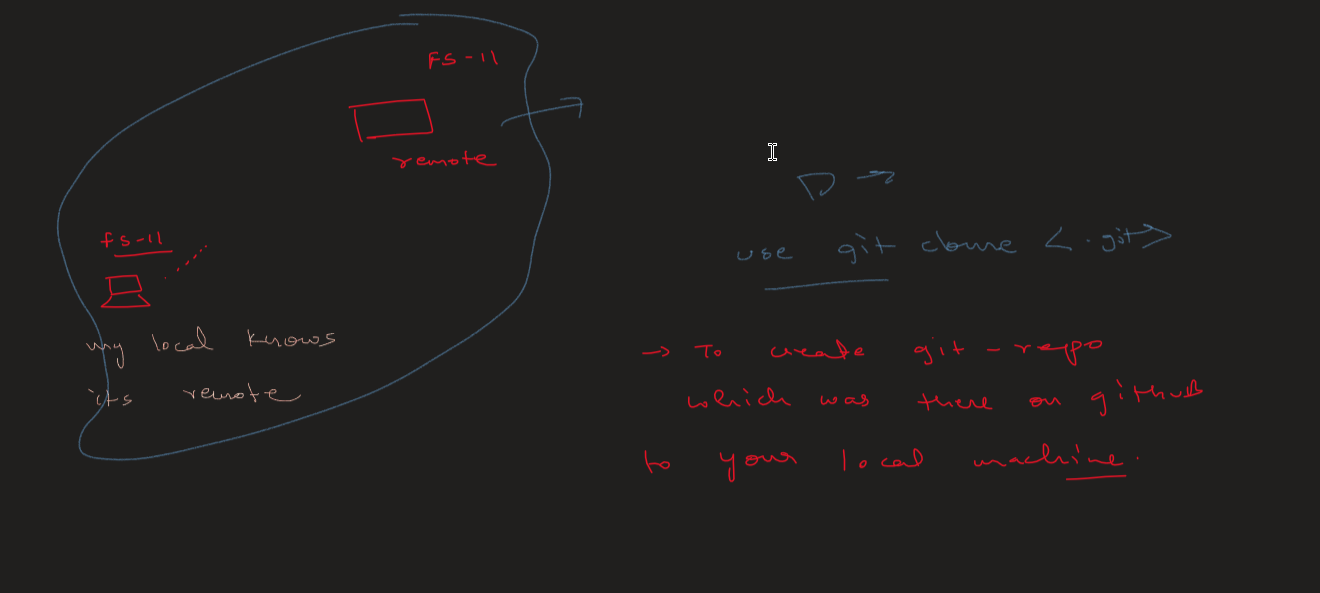 FS-11
remote
FS-11
my local knows
its remote
use git clone < .git>
→ To create git-repo
which was there on github
to your local machine.